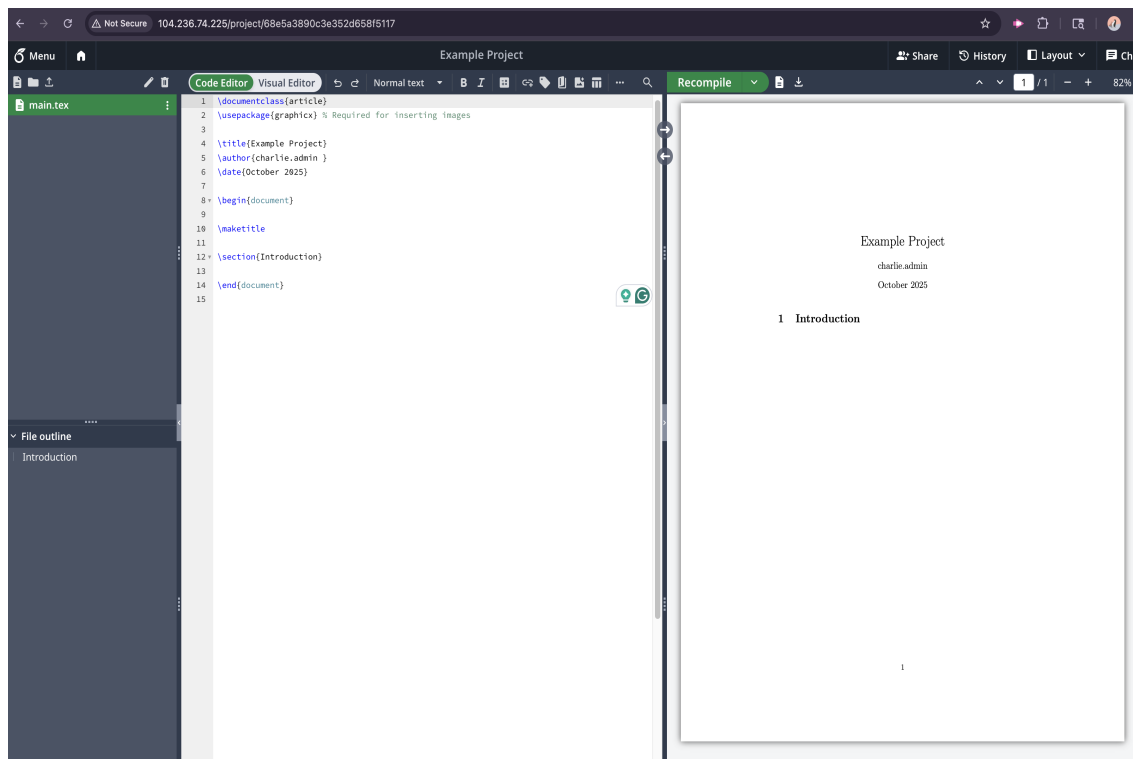 Not Secure 104.236.74.225/project/68e5a3890c3e352d658f5117
Menu Example Project Share History Layout Ch
Code Editor Visual Editor Normal text B I Recompile 1 / 1 82%
main.tex
1 \documentclass{article}
2 \usepackage{graphicx} % Required for inserting images
3
4 \title{Example Project}
5 \author{charlie.admin }
6 \date{October 2025}
7
8 \begin{document}
9
10 \maketitle
11
12 \section{Introduction}
13
14 \end{document}
15
File outline
Introduction
Example Project
charlie.admin
October 2025
1 Introduction
1